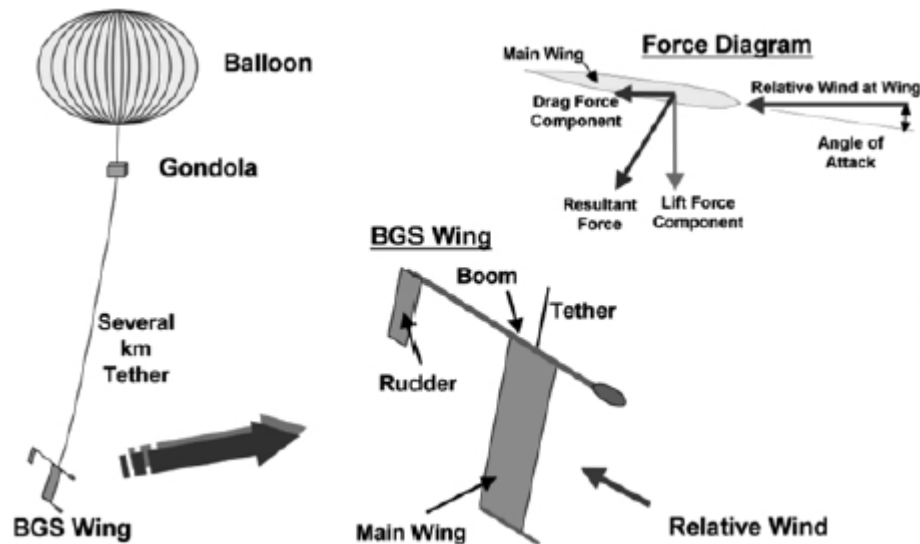 Balloon
Gondola
Several
km
Tether
BGS Wing
Force Diagram
Main Wing
Relative Wind at Wing
Drag Force
Component
Angle of
Attack
Resultant
Force
Lift Force
Component
BGS Wing
Boom
Tether
Rudder
Main Wing
Relative Wind